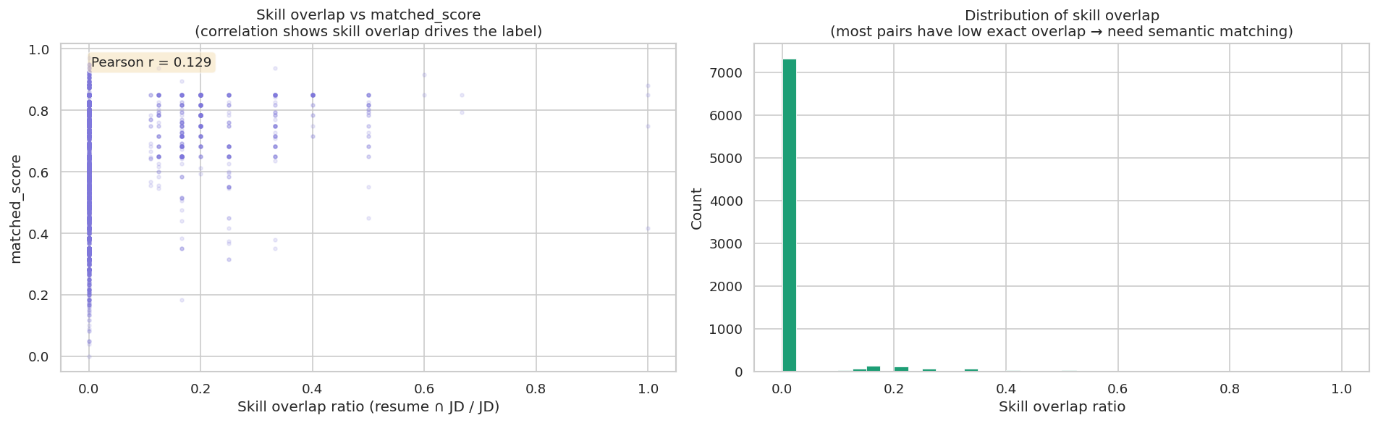 Skill overlap vs matched_score
(correlation shows skill overlap drives the label)
Pearson r = 0.129
1.0
0.8
0.6
0.4
0.2
0.0
matched_score
0.0 0.2 0.4 0.6 0.8 1.0
Skill overlap ratio (resume ∩ JD / JD)
Distribution of skill overlap
(most pairs have low exact overlap → need semantic matching)
7000
6000
5000
4000
3000
2000
1000
0
Count
0.0 0.2 0.4 0.6 0.8 1.0
Skill overlap ratio